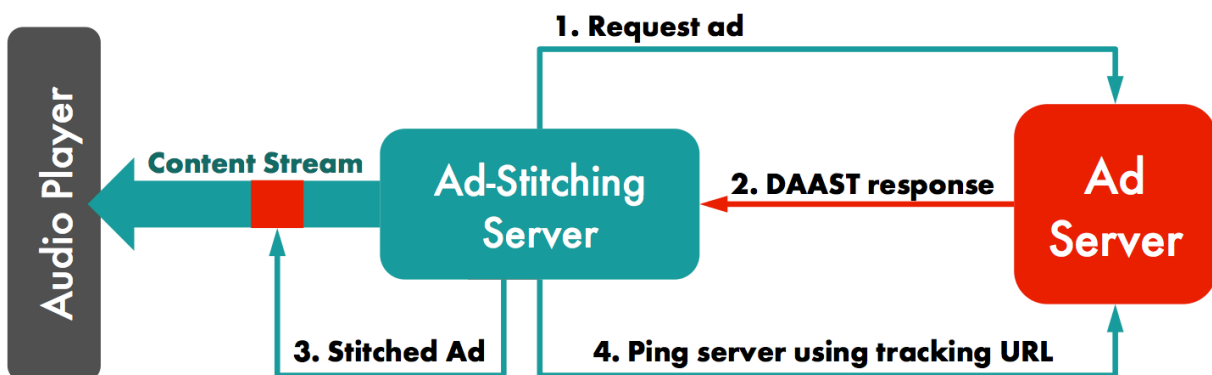 1. Request ad
Audio Player
Content Stream
Ad-Stitching
Server
2. DAAST response
Ad
Server
3. Stitched Ad
4. Ping server using tracking URL